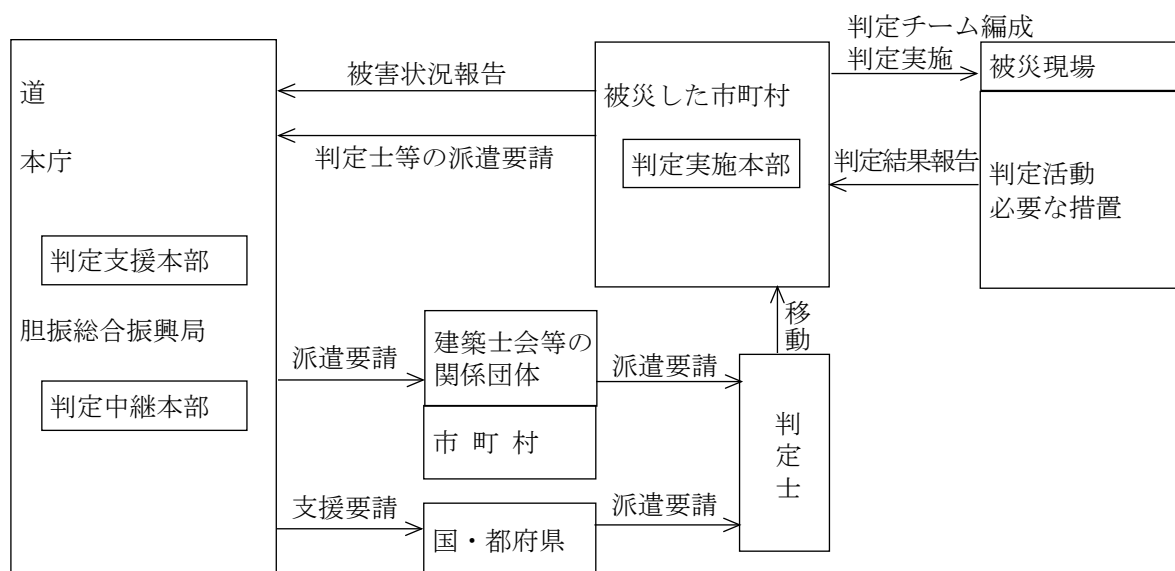 道
本庁
判定支援本部
胆振総合振興局
判定中継本部
被害状況報告
判定士等の派遣要請
被災した市町村
判定実施本部
判定チーム編成
判定実施
被災現場
判定結果報告
判定活動
必要な措置
移動
派遣要請
建築士会等の
関係団体
市 町 村
派遣要請
支援要請
国・都府県
派遣要請
判定士